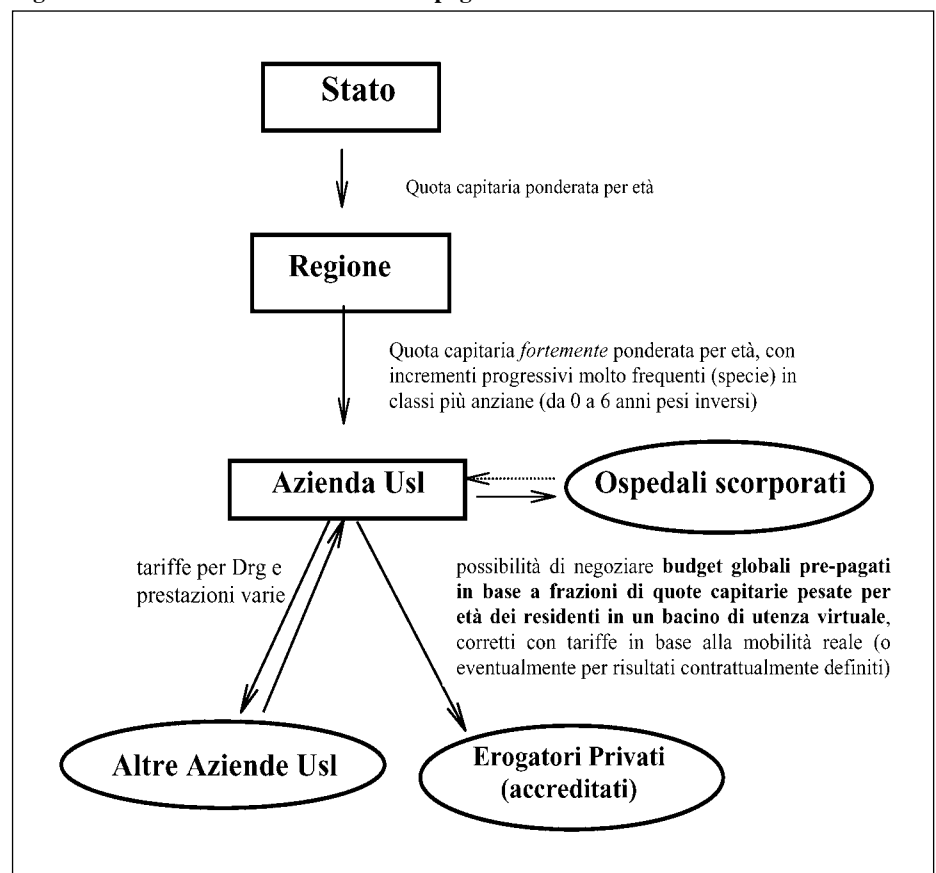 Stato
Quota capitaria ponderata per età
Regione
Quota capitaria fortemente ponderata per età, con
incrementi progressivi molto frequenti (specie) in
classi più anziane (da 0 a 6 anni pesi inversi)
Azienda Usl
Ospedali scorporati
tariffe per Drg e
prestazioni varie
possibilità di negoziare budget globali pre-pagati
in base a frazioni di quote capitarie pesate per
età dei residenti in un bacino di utenza virtuale,
corretti con tariffe in base alla mobilità reale (o
eventualmente per risultati contrattualmente definiti)
Altre Aziende Usl
Erogatori Privati
(accreditati)